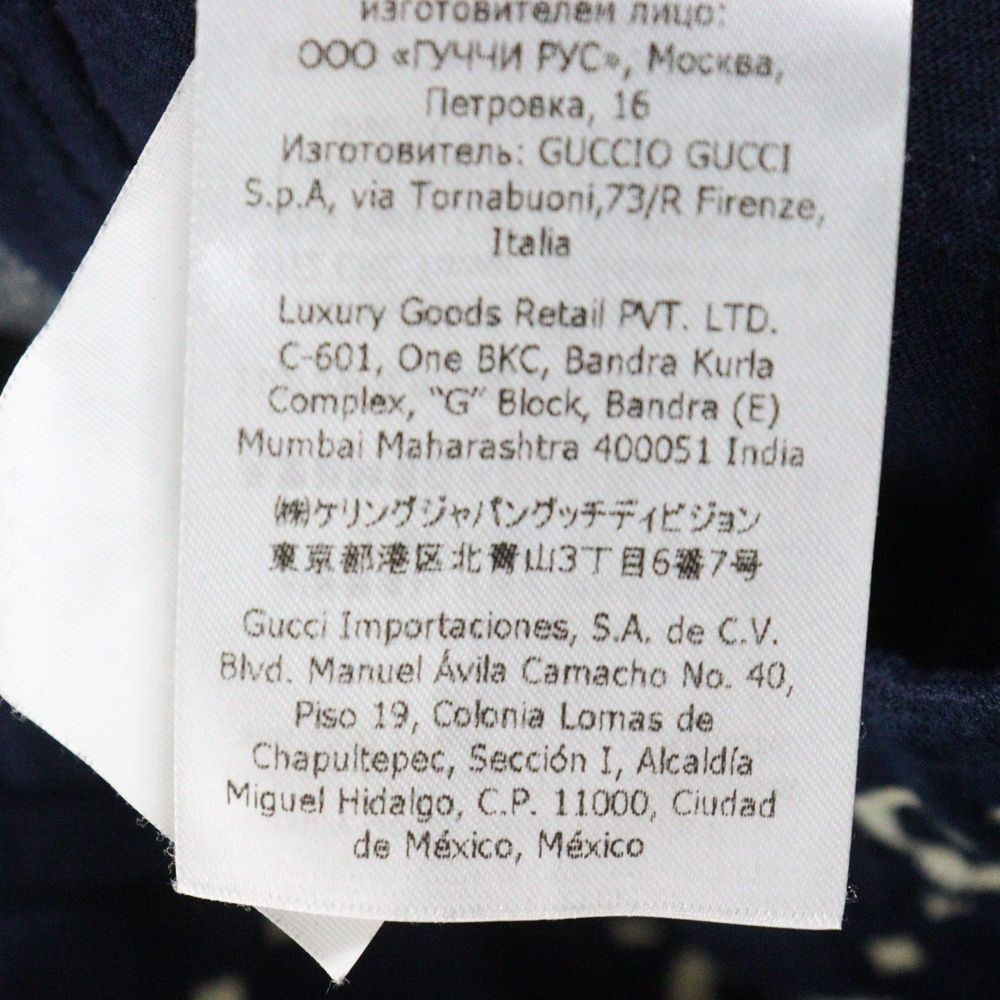 изготовителем лицо:
ООО «ГУЧЧИ РУС», Москва,
Петровка, 16
Изготовитель: GUCCIO GUCCI
S.p.A, via Tornabuoni,73/R Firenze,
Italia
Luxury Goods Retail PVT. LTD.
C-601, One BKC, Bandra Kurla
Complex, "G" Block, Bandra (E)
Mumbai Maharashtra 400051 India
㈱ケリングジャパングッチディビジョン
東京都港区北青山3丁目6番7号
Gucci Importaciones, S.A. de C.V.
Blvd. Manuel Ávila Camacho No. 40,
Piso 19, Colonia Lomas de
Chapultepec, Sección I, Alcaldía
Miguel Hidalgo, C.P. 11000, Ciudad
de México, México